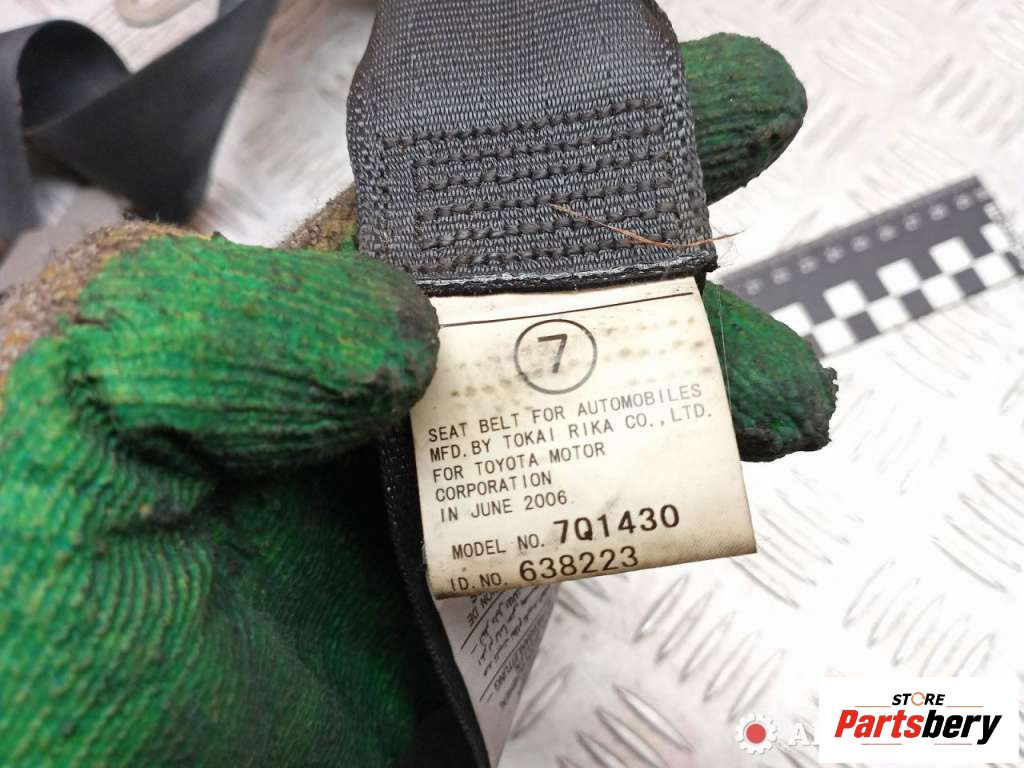 7
SEAT BELT FOR AUTOMOBILES
MFD. BY TOKAI RIKA CO., LTD.
FOR TOYOTA MOTOR
CORPORATION
IN JUNE 2006.
MODEL NO. 7Q1430
ID. NO. 638223
STORE
Partsbery